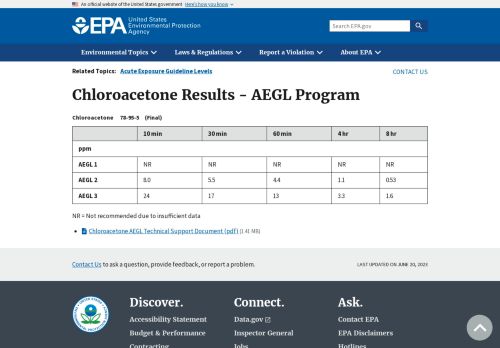 An official website of the United States government Here's how you know
EPA United States Environmental Protection Agency
Search EPA.gov
Environmental Topics Laws & Regulations Report a Violation About EPA
Related Topics: Acute Exposure Guideline Levels
CONTACT US
Chloroacetone Results - AEGL Program
Chloroacetone 78-95-5 (Final)
10 min 30 min 60 min 4 hr 8 hr
ppm
AEGL 1 NR NR NR NR NR
AEGL 2 8.0 5.5 4.4 1.1 0.53
AEGL 3 24 17 13 3.3 1.6
NR = Not recommended due to insufficient data
Chloroacetone AEGL Technical Support Document (pdf) (1.41 MB)
Contact Us to ask a question, provide feedback, or report a problem.
LAST UPDATED ON JUNE 20, 2023
Discover. Connect. Ask.
Accessibility Statement Data.gov Contact EPA
Budget & Performance Inspector General EPA Disclaimers
Contracting Jobs Hotlines